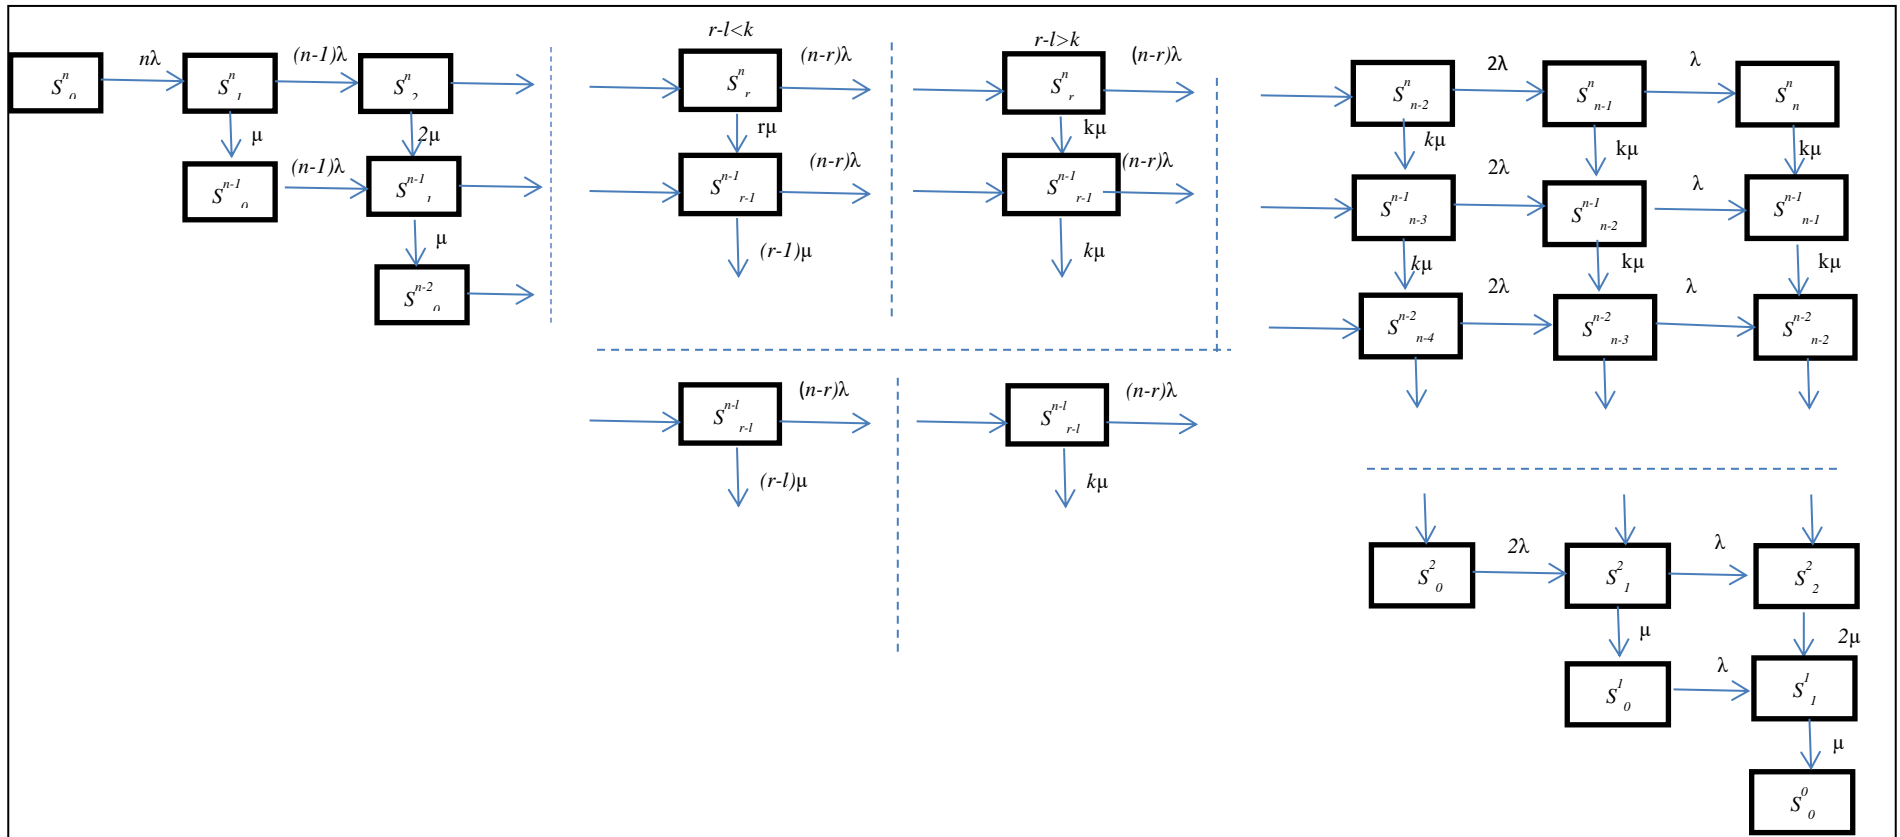 r-l<k
r-l>k
nλ (n-1)λ (n-r)λ (n-r)λ 2λ λ
S^n_0 S^n_1 S^n_2 S^n_r S^n_r S^n_{n-2} S^n_{n-1} S^n_n
μ 2μ rμ kμ kμ kμ kμ
(n-1)λ (n-r)λ (n-r)λ 2λ λ
S^{n-1}_0 S^{n-1}_1 S^{n-1}_{r-1} S^{n-1}_{r-1} S^{n-1}_{n-3} S^{n-1}_{n-2} S^{n-1}_{n-1}
μ (r-1)μ kμ kμ kμ kμ
2λ λ
S^{n-2}_0 S^{n-2}_{n-4} S^{n-2}_{n-3} S^{n-2}_{n-2}
(n-r)λ (n-r)λ
S^{n-l}_{r-l} S^{n-l}_{r-l}
(r-l)μ kμ
2λ λ
S^2_0 S^2_1 S^2_2
μ 2μ
λ
S^1_0 S^1_1
μ
S^0_0